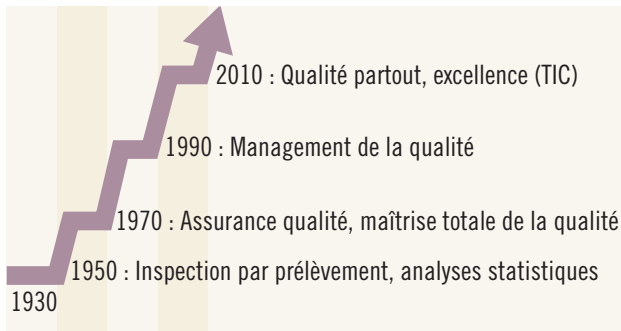 2010 : Qualité partout, excellence (TIC)
1990 : Management de la qualité
1970 : Assurance qualité, maîtrise totale de la qualité
1950 : Inspection par prélèvement, analyses statistiques
1930